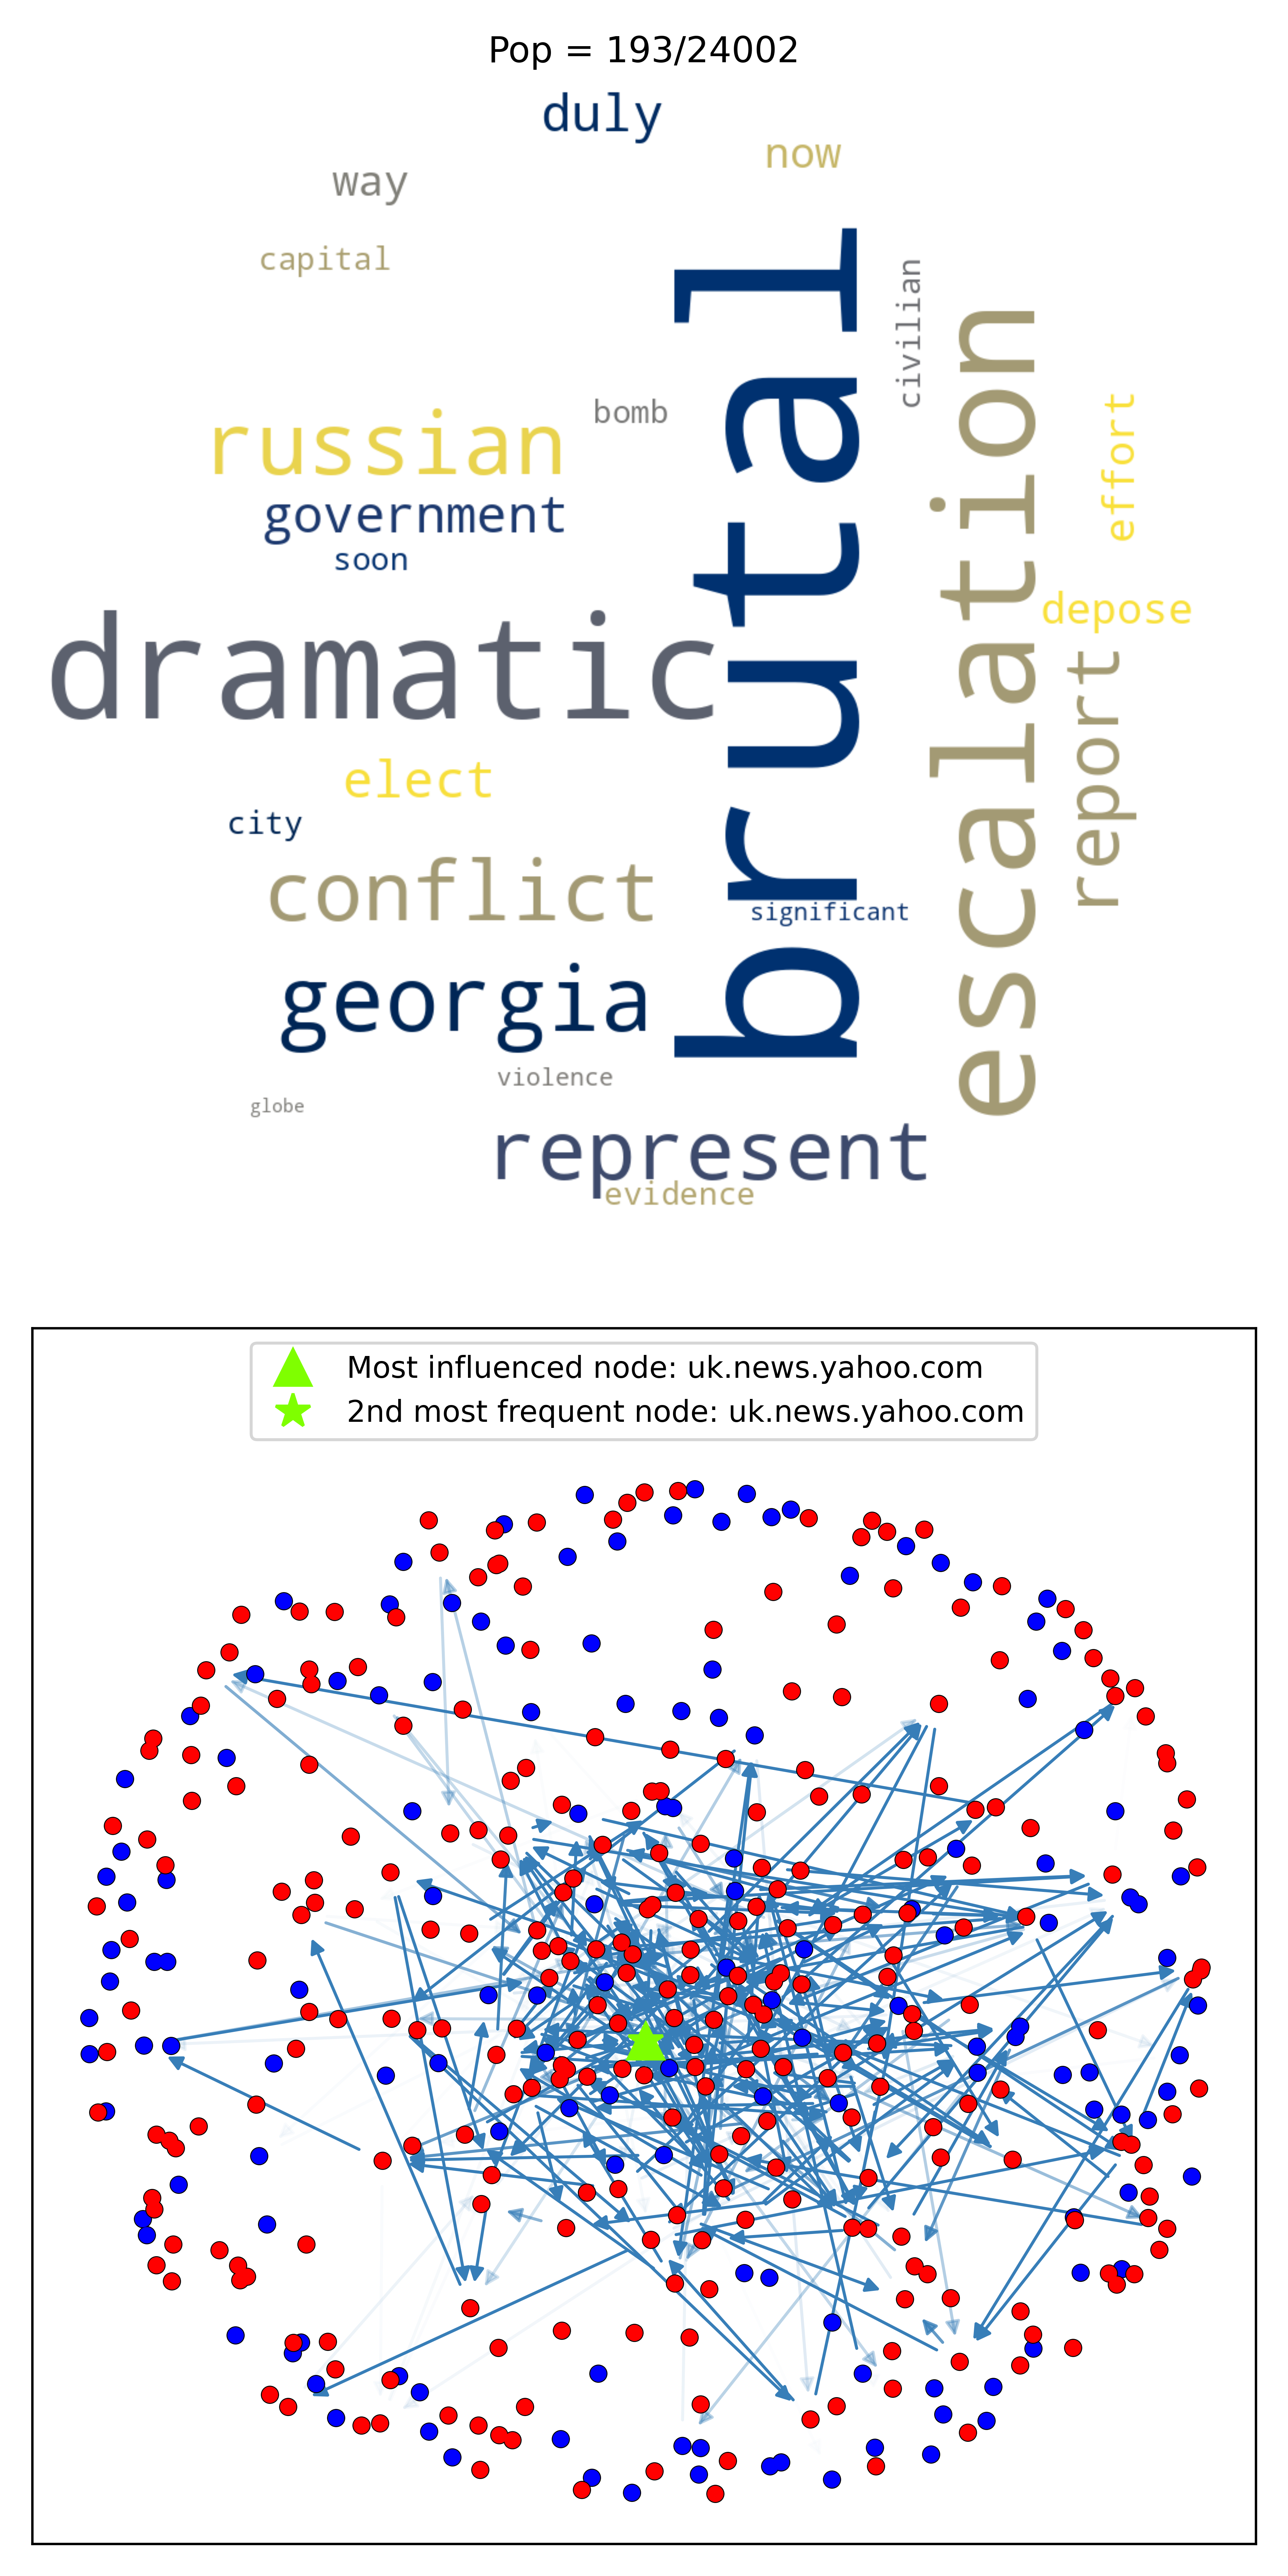 Pop = 193/24002
duly
now
way
capital
civilian
bomb
effort
russian
government
soon
brutal
escalation
depose
dramatic
report
elect
city
conflict
significant
georgia
violence
globe
represent
evidence
Most influenced node: uk.news.yahoo.com
2nd most frequent node: uk.news.yahoo.com